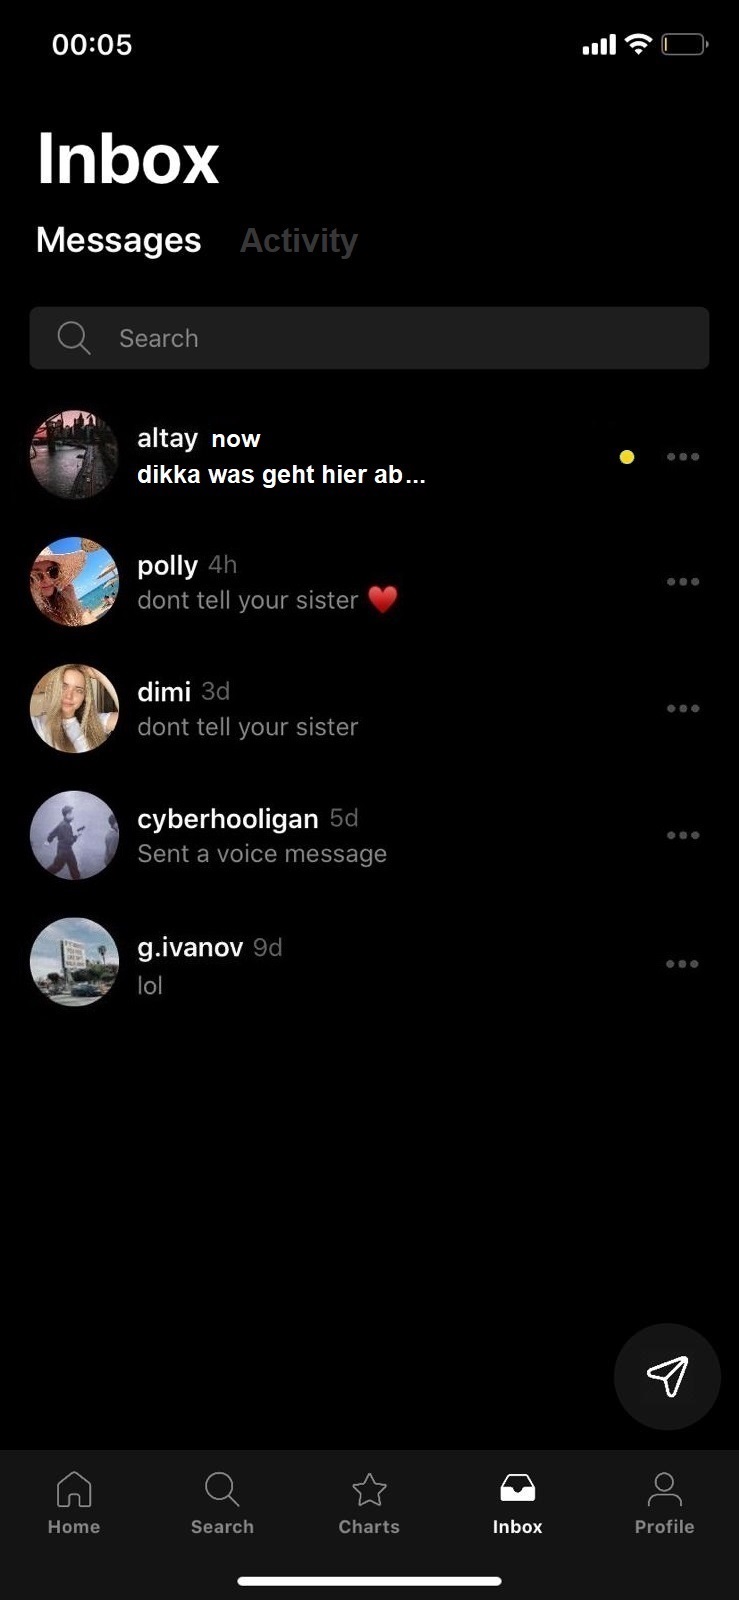 00:05
Inbox
Messages Activity
Search
altay now
dikka was geht hier ab...
polly 4h
dont tell your sister ♥️
dimi 3d
dont tell your sister
cyberhooligan 5d
Sent a voice message
g.ivanov 9d
lol
Home Search Charts Inbox Profile